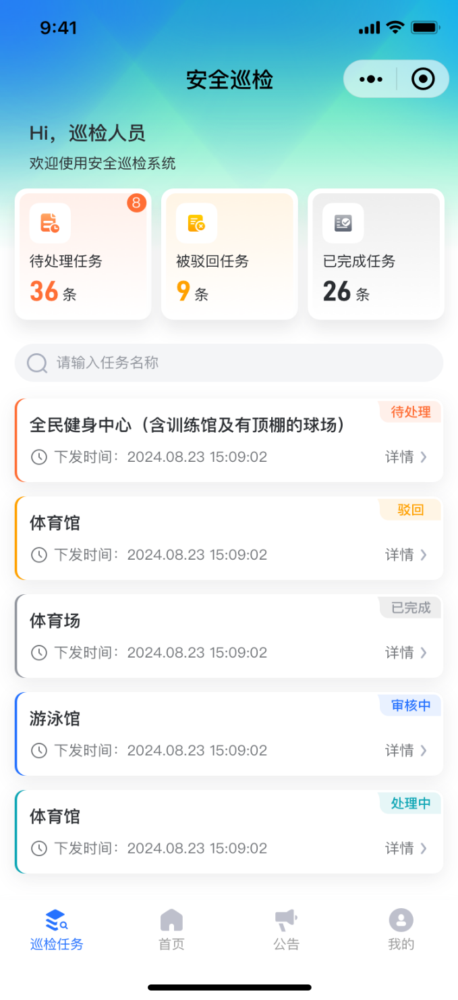 9:41
安全巡检
Hi，巡检人员
欢迎使用安全巡检系统
8
待处理任务
36 条
被驳回任务
9 条
已完成任务
26 条
请输入任务名称
待处理
全民健身中心（含训练馆及有顶棚的球场）
下发时间：2024.08.23 15:09:02 详情
驳回
体育馆
下发时间：2024.08.23 15:09:02 详情
已完成
体育场
下发时间：2024.08.23 15:09:02 详情
审核中
游泳馆
下发时间：2024.08.23 15:09:02 详情
处理中
体育馆
下发时间：2024.08.23 15:09:02 详情
巡检任务 首页 公告 我的